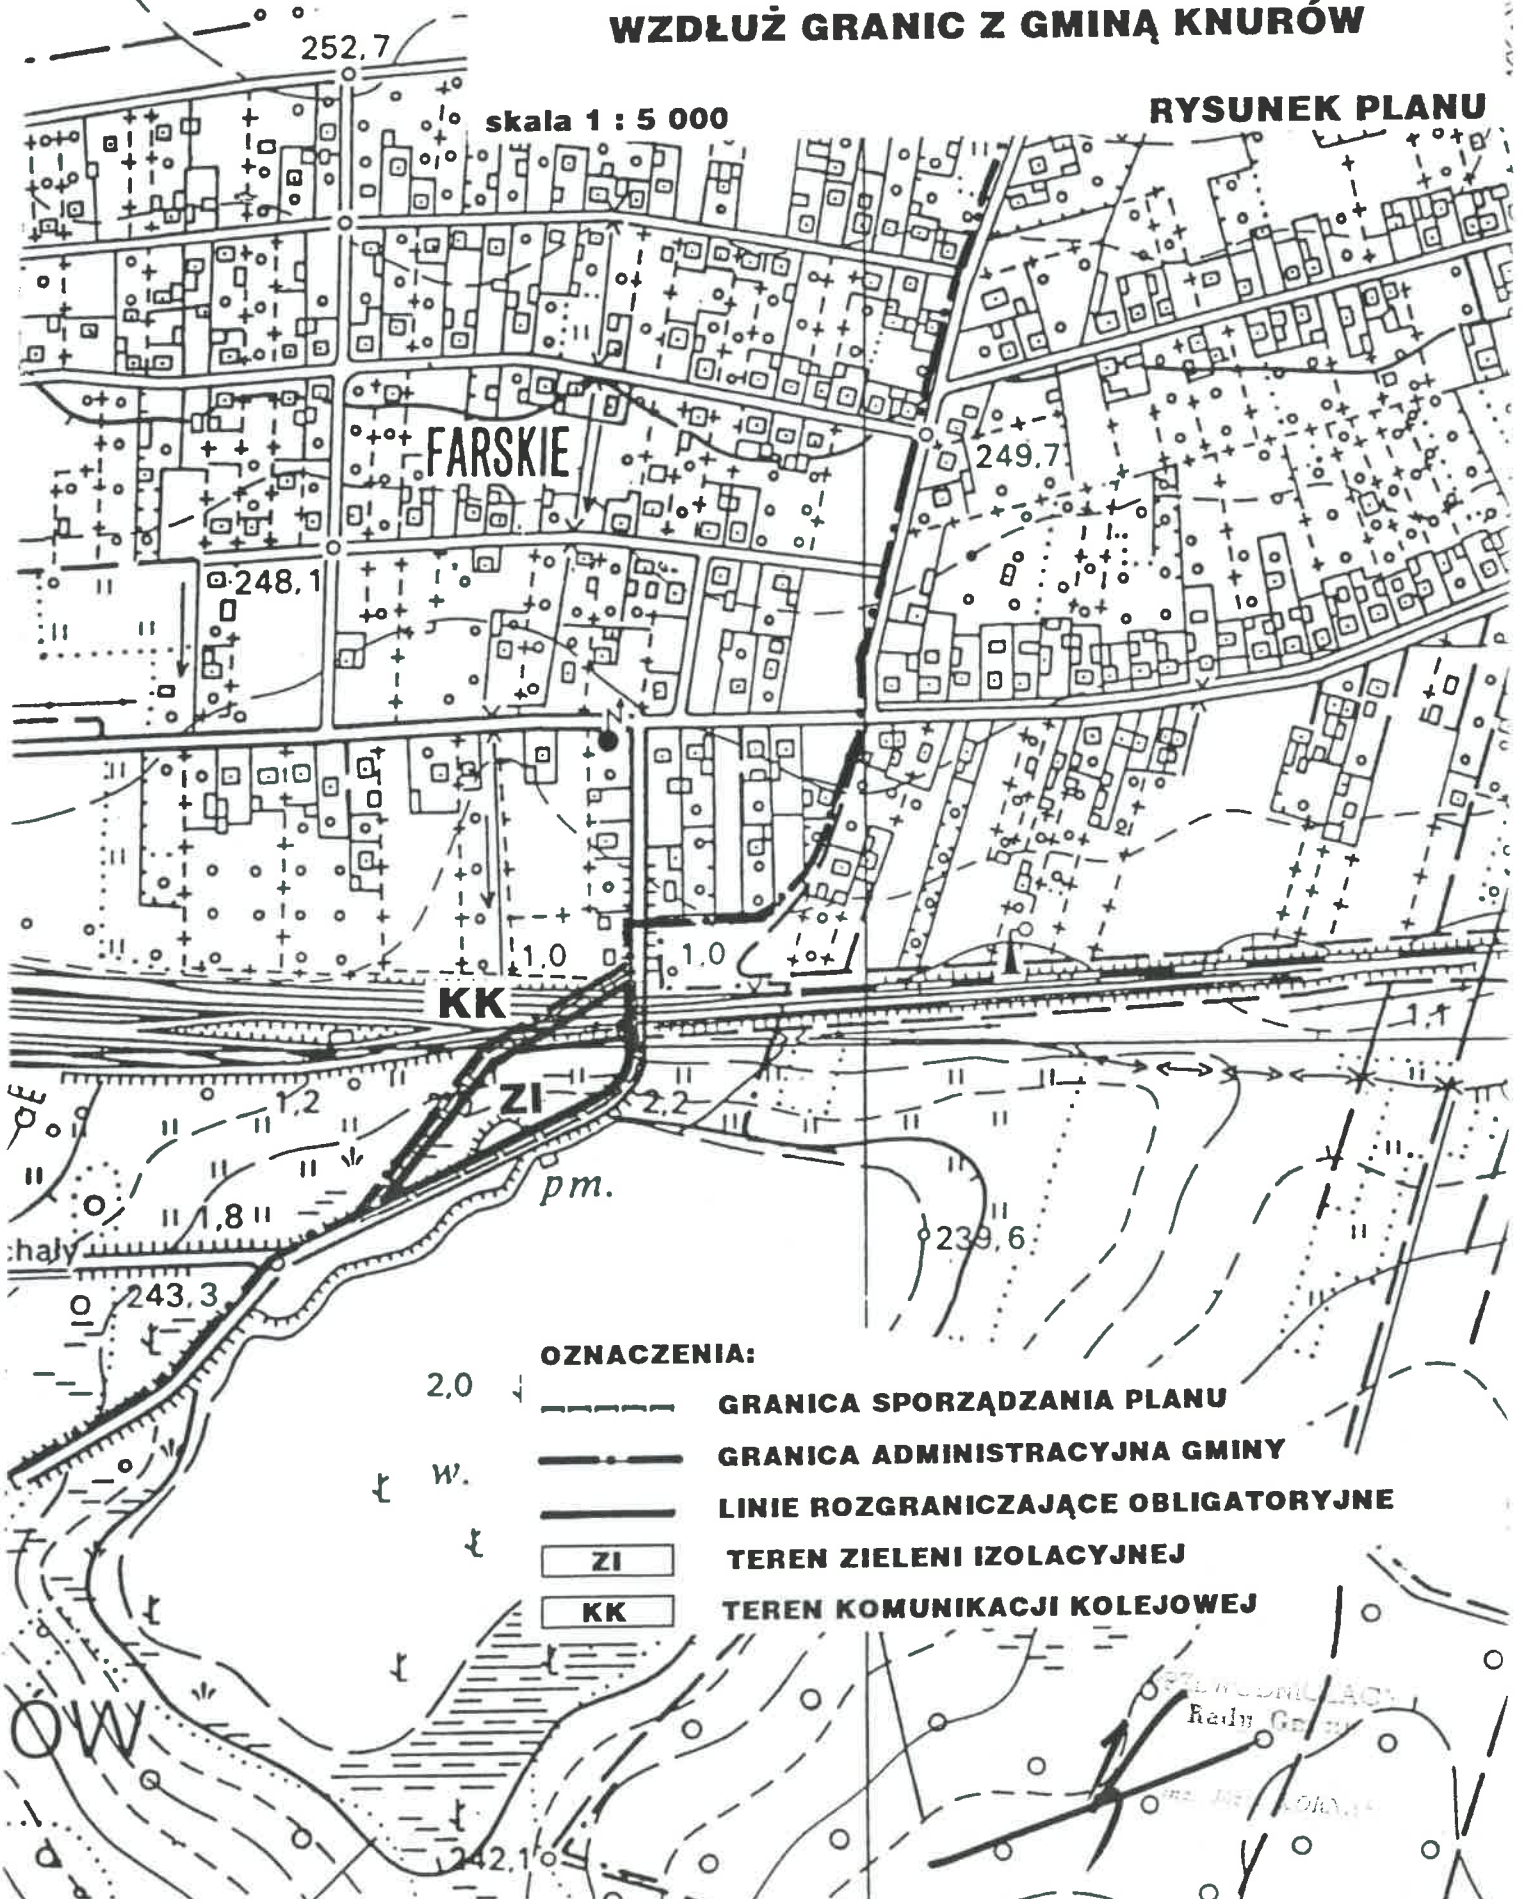 WZDŁUŻ GRANIC Z GMINĄ KNURÓW
252,7
skala 1 : 5 000
RYSUNEK PLANU
FARSKIE
249,7
248,1
1,0
1,0
KK
1,1
ZI
1,2
2,2
pm.
1,8
239,6
chały
243,3
OZNACZENIA:
2,0
GRANICA SPORZĄDZANIA PLANU
GRANICA ADMINISTRACYJNA GMINY
w.
LINIE ROZGRANICZAJĄCE OBLIGATORYJNE
ZI TEREN ZIELENI IZOLACYJNEJ
KK TEREN KOMUNIKACJI KOLEJOWEJ
ÓW
Rady
242,1